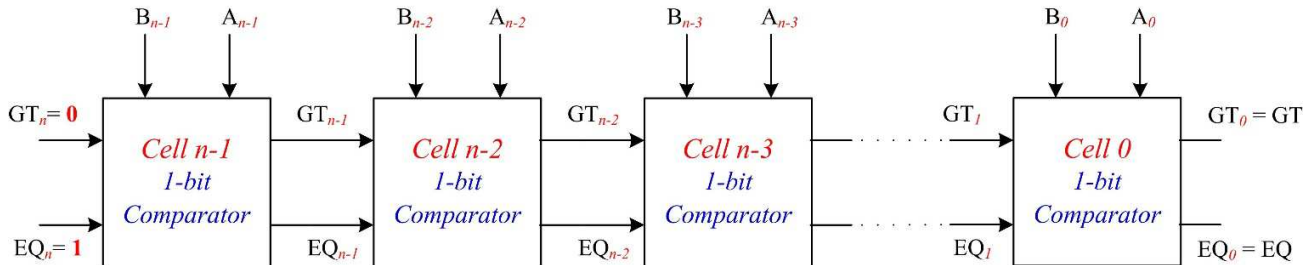 Bn-1 An-1 Bn-2 An-2 Bn-3 An-3 B0 A0
GTn= 0 GTn-1 GTn-2 GT1 GT0 = GT
Cell n-1 Cell n-2 Cell n-3 Cell 0
1-bit 1-bit 1-bit 1-bit
Comparator Comparator Comparator Comparator
EQn= 1 EQn-1 EQn-2 EQ1 EQ0 = EQ